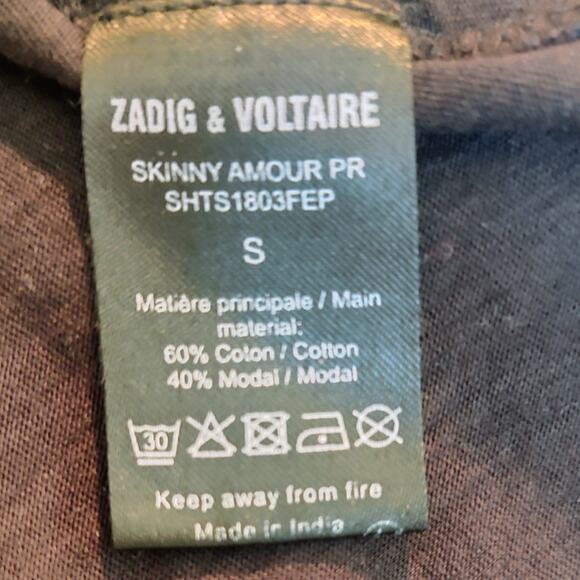 ZADIG & VOLTAIRE
SKINNY AMOUR PR
SHTS1803FEP
S
Matière principale / Main
material:
60% Coton / Cotton
40% Modal / Modal
30
Keep away from fire
Made in India